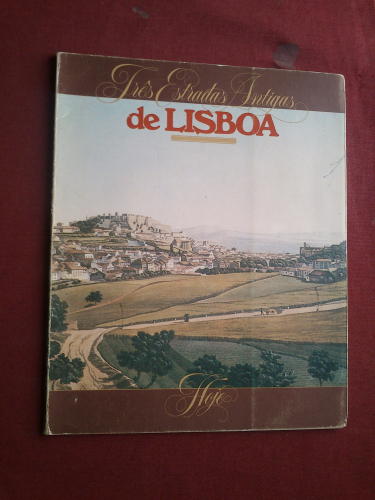 Três Estradas Antigas
de LISBOA
Hoje